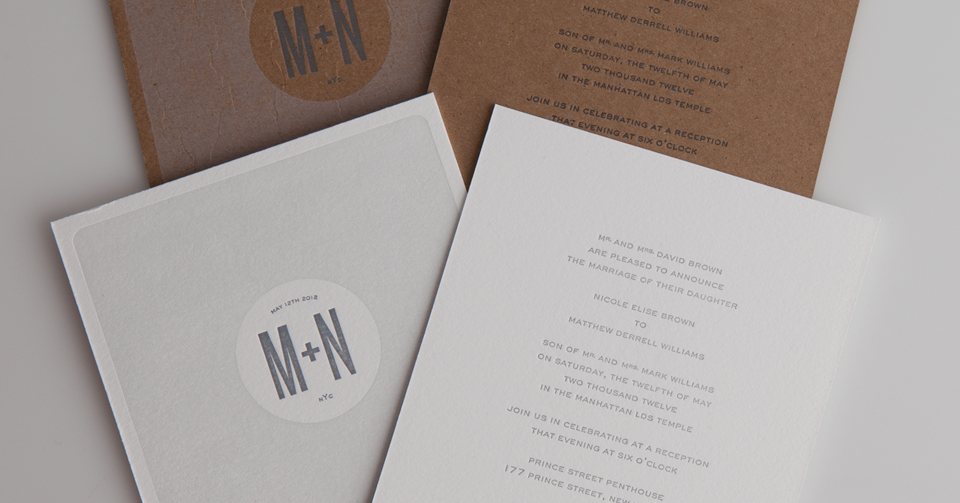 M+N
NYC
BROWN
TO
MATTHEW DERRELL WILLIAMS
SON OF MR. AND MRS. MARK WILLIAMS
ON SATURDAY, THE TWELFTH OF MAY
TWO THOUSAND TWELVE
IN THE MANHATTAN LDS TEMPLE
JOIN US IN CELEBRATING AT A RECEPTION
THAT EVENING AT SIX O'CLOCK
MAY 12TH 2012
M+N
NYC
MR. AND MRS. DAVID BROWN
ARE PLEASED TO ANNOUNCE
THE MARRIAGE OF THEIR DAUGHTER
NICOLE ELISE BROWN
TO
MATTHEW DERRELL WILLIAMS
SON OF MR. AND MRS. MARK WILLIAMS
ON SATURDAY, THE TWELFTH OF MAY
TWO THOUSAND TWELVE
IN THE MANHATTAN LDS TEMPLE
JOIN US IN CELEBRATING AT A RECEPTION
THAT EVENING AT SIX O'CLOCK
PRINCE STREET PENTHOUSE
177 PRINCE STREET, NEW